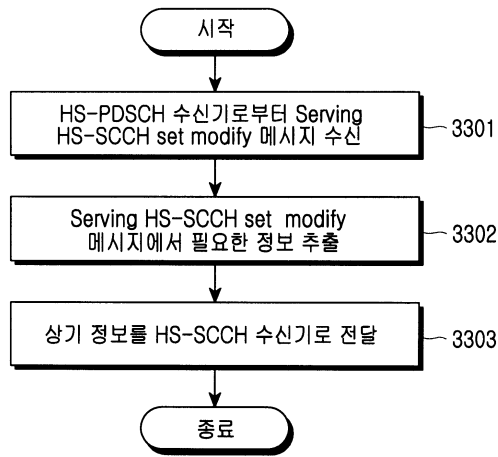 시작
HS-PDSCH 수신기로부터 Serving
HS-SCCH set modify 메시지 수신
3301
Serving HS-SCCH set modify
메시지에서 필요한 정보 추출
3302
상기 정보를 HS-SCCH 수신기로 전달
3303
종료